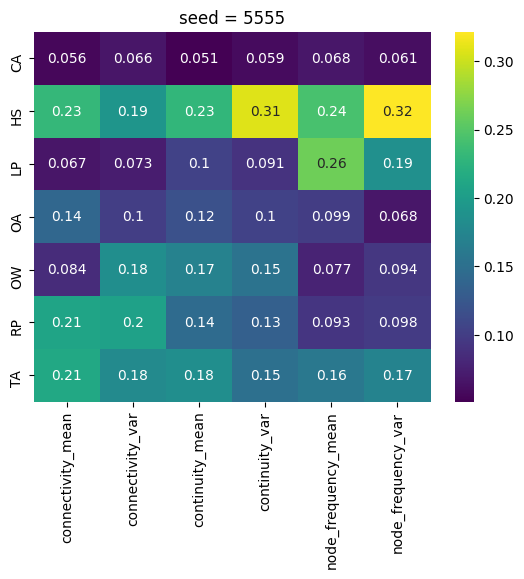 seed = 5555
CA 0.056 0.066 0.051 0.059 0.068 0.061
HS 0.23 0.19 0.23 0.31 0.24 0.32
LP 0.067 0.073 0.1 0.091 0.26 0.19
OA 0.14 0.1 0.12 0.1 0.099 0.068
OW 0.084 0.18 0.17 0.15 0.077 0.094
RP 0.21 0.2 0.14 0.13 0.093 0.098
TA 0.21 0.18 0.18 0.15 0.16 0.17
connectivity_mean
connectivity_var
continuity_mean
continuity_var
node_frequency_mean
node_frequency_var
0.30
0.25
0.20
0.15
0.10